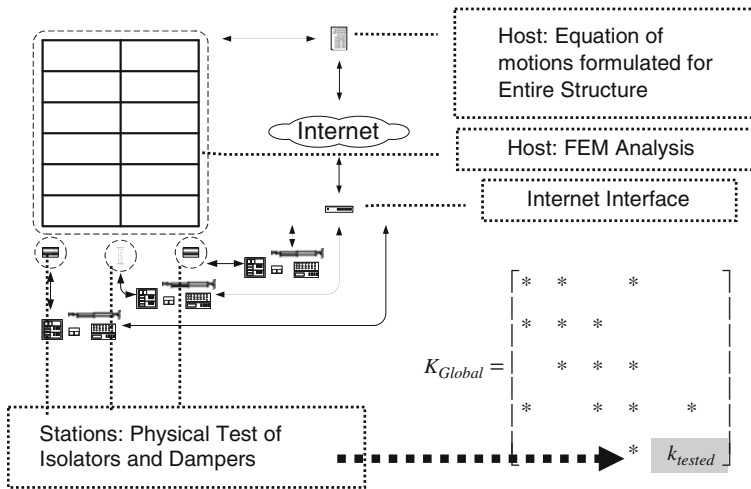 Host: Equation of
motions formulated for
Entire Structure
Internet
Host: FEM Analysis
Internet Interface
K_Global =
* * *
* * *
* * *
* * * *
* k_tested
Stations: Physical Test of
Isolators and Dampers